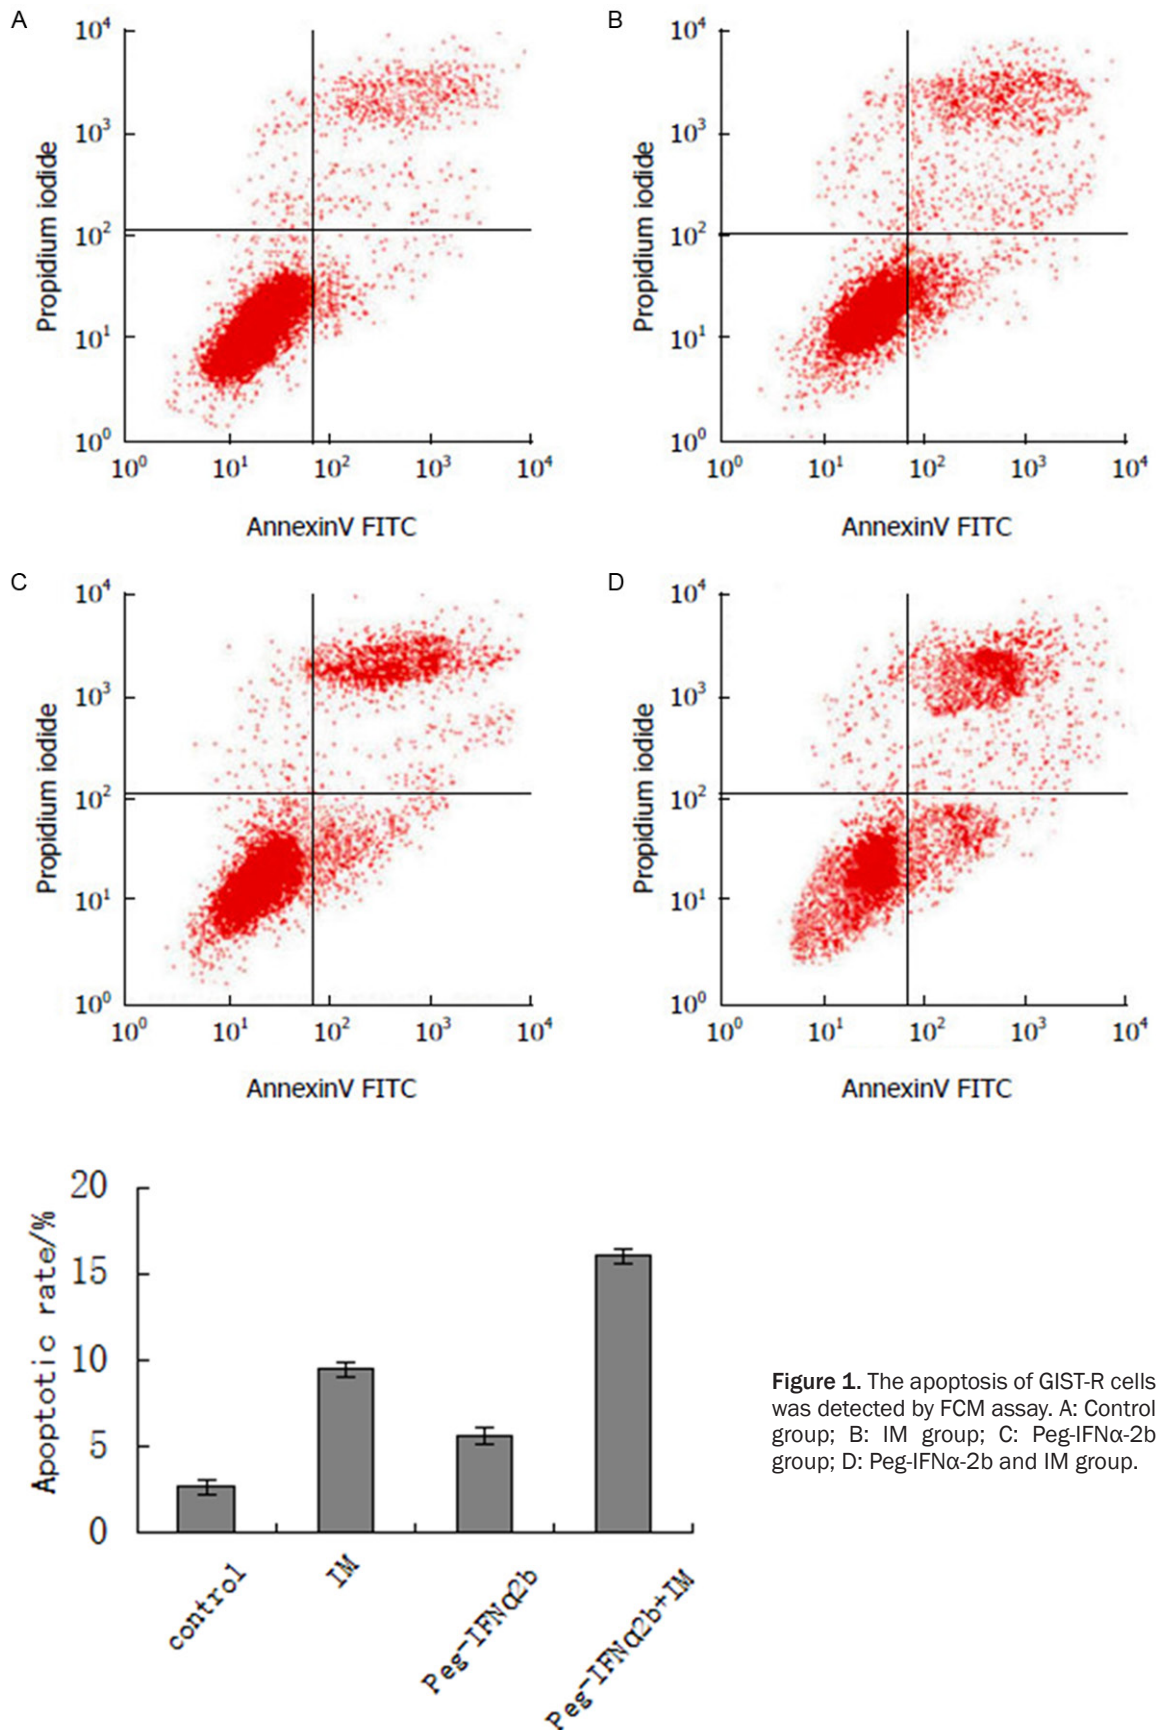 A
10⁴
10³
10²
10¹
10⁰
Propidium iodide
10⁰ 10¹ 10² 10³ 10⁴
AnnexinV FITC
B
10⁴
10³
10²
10¹
10⁰
Propidium iodide
10⁰ 10¹ 10² 10³ 10⁴
AnnexinV FITC
C
10⁴
10³
10²
10¹
10⁰
Propidium iodide
10⁰ 10¹ 10² 10³ 10⁴
AnnexinV FITC
D
10⁴
10³
10²
10¹
10⁰
Propidium iodide
10⁰ 10¹ 10² 10³ 10⁴
AnnexinV FITC
Apoptotic rate/%
20
15
10
5
0
control
IM
Peg-IFNα2b
Peg-IFNα2b+IM
Figure 1. The apoptosis of GIST-R cells
was detected by FCM assay. A: Control
group; B: IM group; C: Peg-IFNα-2b
group; D: Peg-IFNα-2b and IM group.